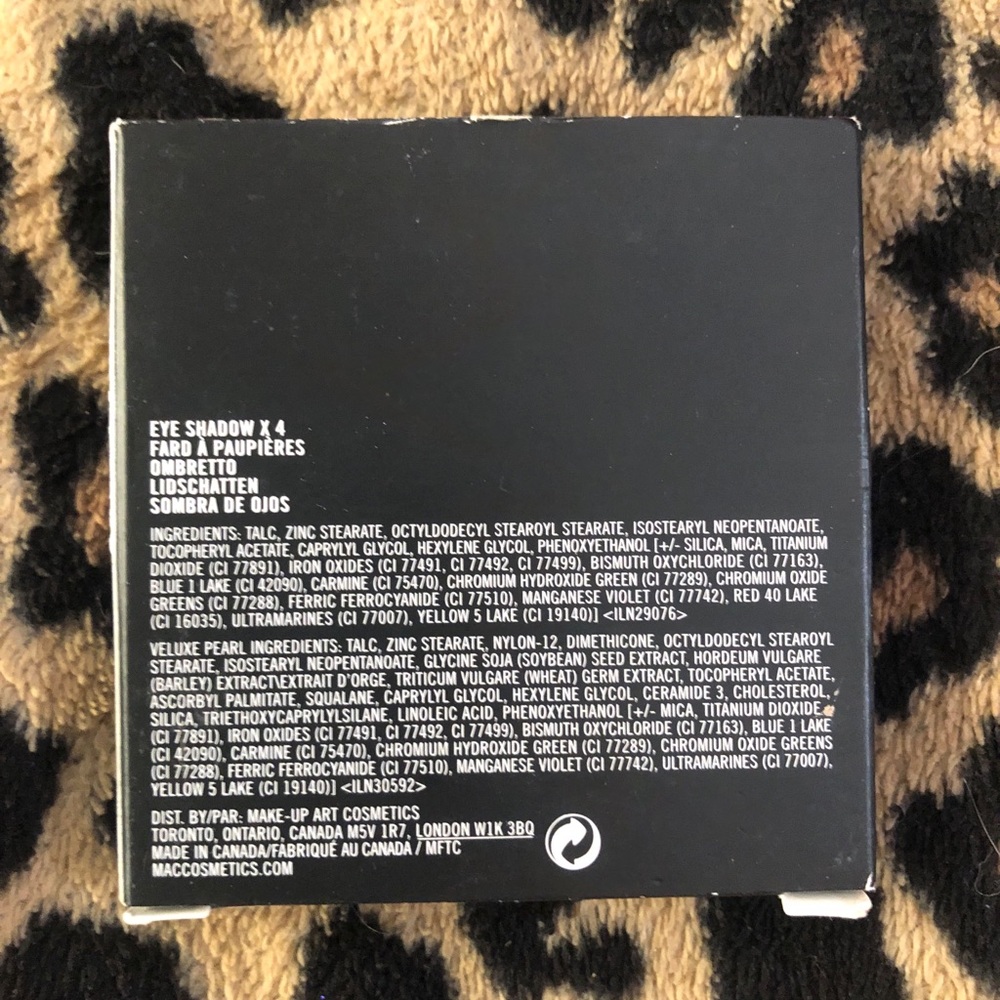 EYE SHADOW X 4
FARD À PAUPIÈRES
OMBRETTO
LIDSCHATTEN
SOMBRA DE OJOS
INGREDIENTS: TALC, ZINC STEARATE, OCTYLDODECYL STEAROYL STEARATE, ISOSTEARYL NEOPENTANOATE,
TOCOPHERYL ACETATE, CAPRYLYL GLYCOL, HEXYLENE GLYCOL, PHENOXYETHANOL [+/- SILICA, MICA, TITANIUM
DIOXIDE (CI 77891), IRON OXIDES (CI 77491, CI 77492, CI 77499), BISMUTH OXYCHLORIDE (CI 77163),
BLUE 1 LAKE (CI 42090), CARMINE (CI 75470), CHROMIUM HYDROXIDE GREEN (CI 77289), CHROMIUM OXIDE
GREENS (CI 77288), FERRIC FERROCYANIDE (CI 77510), MANGANESE VIOLET (CI 77742), RED 40 LAKE
(CI 16035), ULTRAMARINES (CI 77007), YELLOW 5 LAKE (CI 19140)] <ILN29076>
VELUXE PEARL INGREDIENTS: TALC, ZINC STEARATE, NYLON-12, DIMETHICONE, OCTYLDODECYL STEAROYL
STEARATE, ISOSTEARYL NEOPENTANOATE, GLYCINE SOJA (SOYBEAN) SEED EXTRACT, HORDEUM VULGARE
(BARLEY) EXTRACT\EXTRAIT D'ORGE, TRITICUM VULGARE (WHEAT) GERM EXTRACT, TOCOPHERYL ACETATE,
ASCORBYL PALMITATE, SQUALANE, CAPRYLYL GLYCOL, HEXYLENE GLYCOL, CERAMIDE 3, CHOLESTEROL,
SILICA, TRIETHOXYCAPRYLYLSILANE, LINOLEIC ACID, PHENOXYETHANOL [+/- MICA, TITANIUM DIOXIDE
(CI 77891), IRON OXIDES (CI 77491, CI 77492, CI 77499), BISMUTH OXYCHLORIDE (CI 77163), BLUE 1 LAKE
(CI 42090), CARMINE (CI 75470), CHROMIUM HYDROXIDE GREEN (CI 77289), CHROMIUM OXIDE GREENS
(CI 77288), FERRIC FERROCYANIDE (CI 77510), MANGANESE VIOLET (CI 77742), ULTRAMARINES (CI 77007),
YELLOW 5 LAKE (CI 19140)] <ILN30592>
DIST. BY/PAR: MAKE-UP ART COSMETICS
TORONTO, ONTARIO, CANADA M5V 1R7, LONDON W1K 3BQ
MADE IN CANADA/FABRIQUÉ AU CANADA / MFTC
MACCOSMETICS.COM